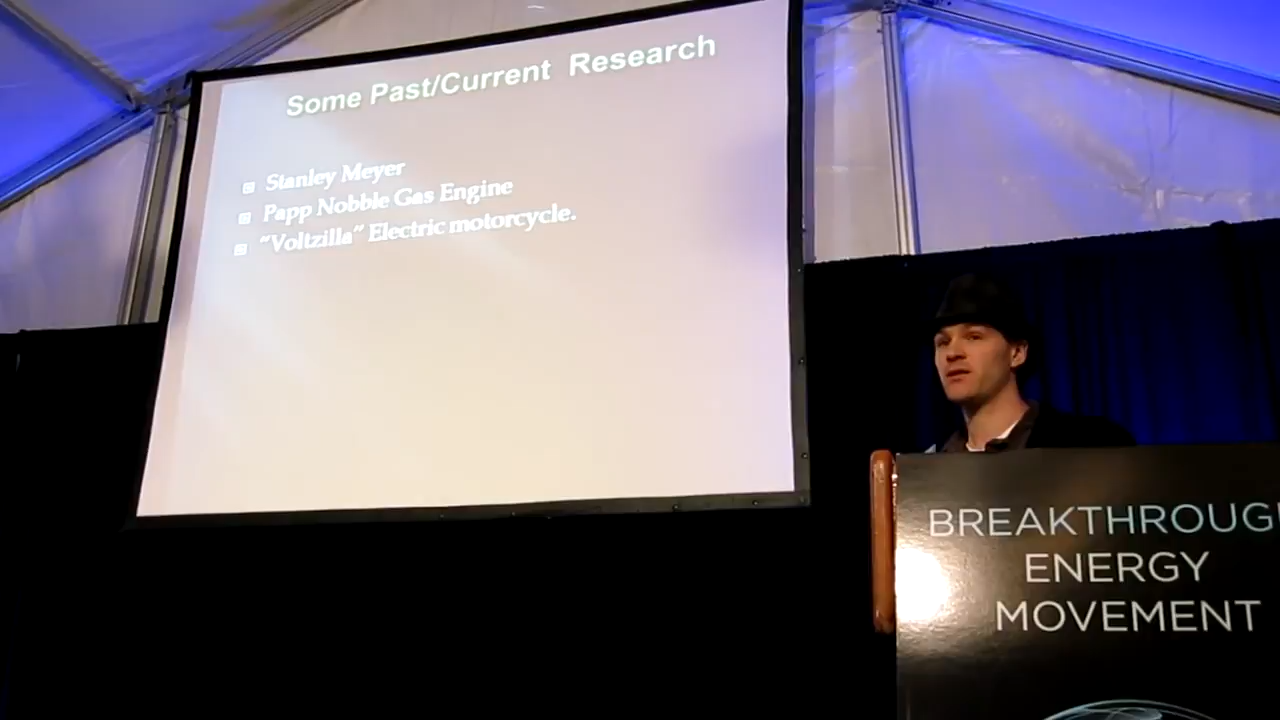 Some Past/Current Research
Stanley Meyer
Papp Nobble Gas Engine
"Voltzilla" Electric motorcycle.
BREAKTHROUG
ENERGY
MOVEMENT